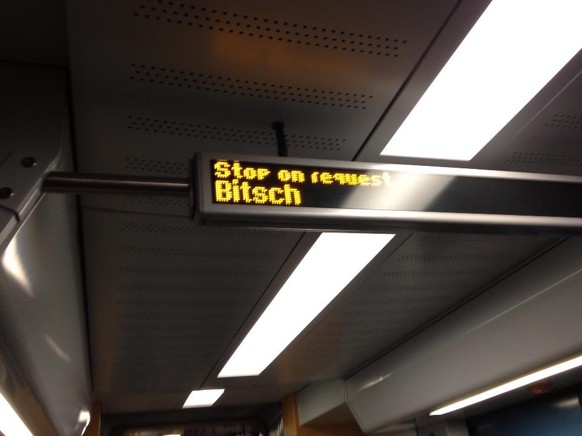 Stop on request
Bitsch